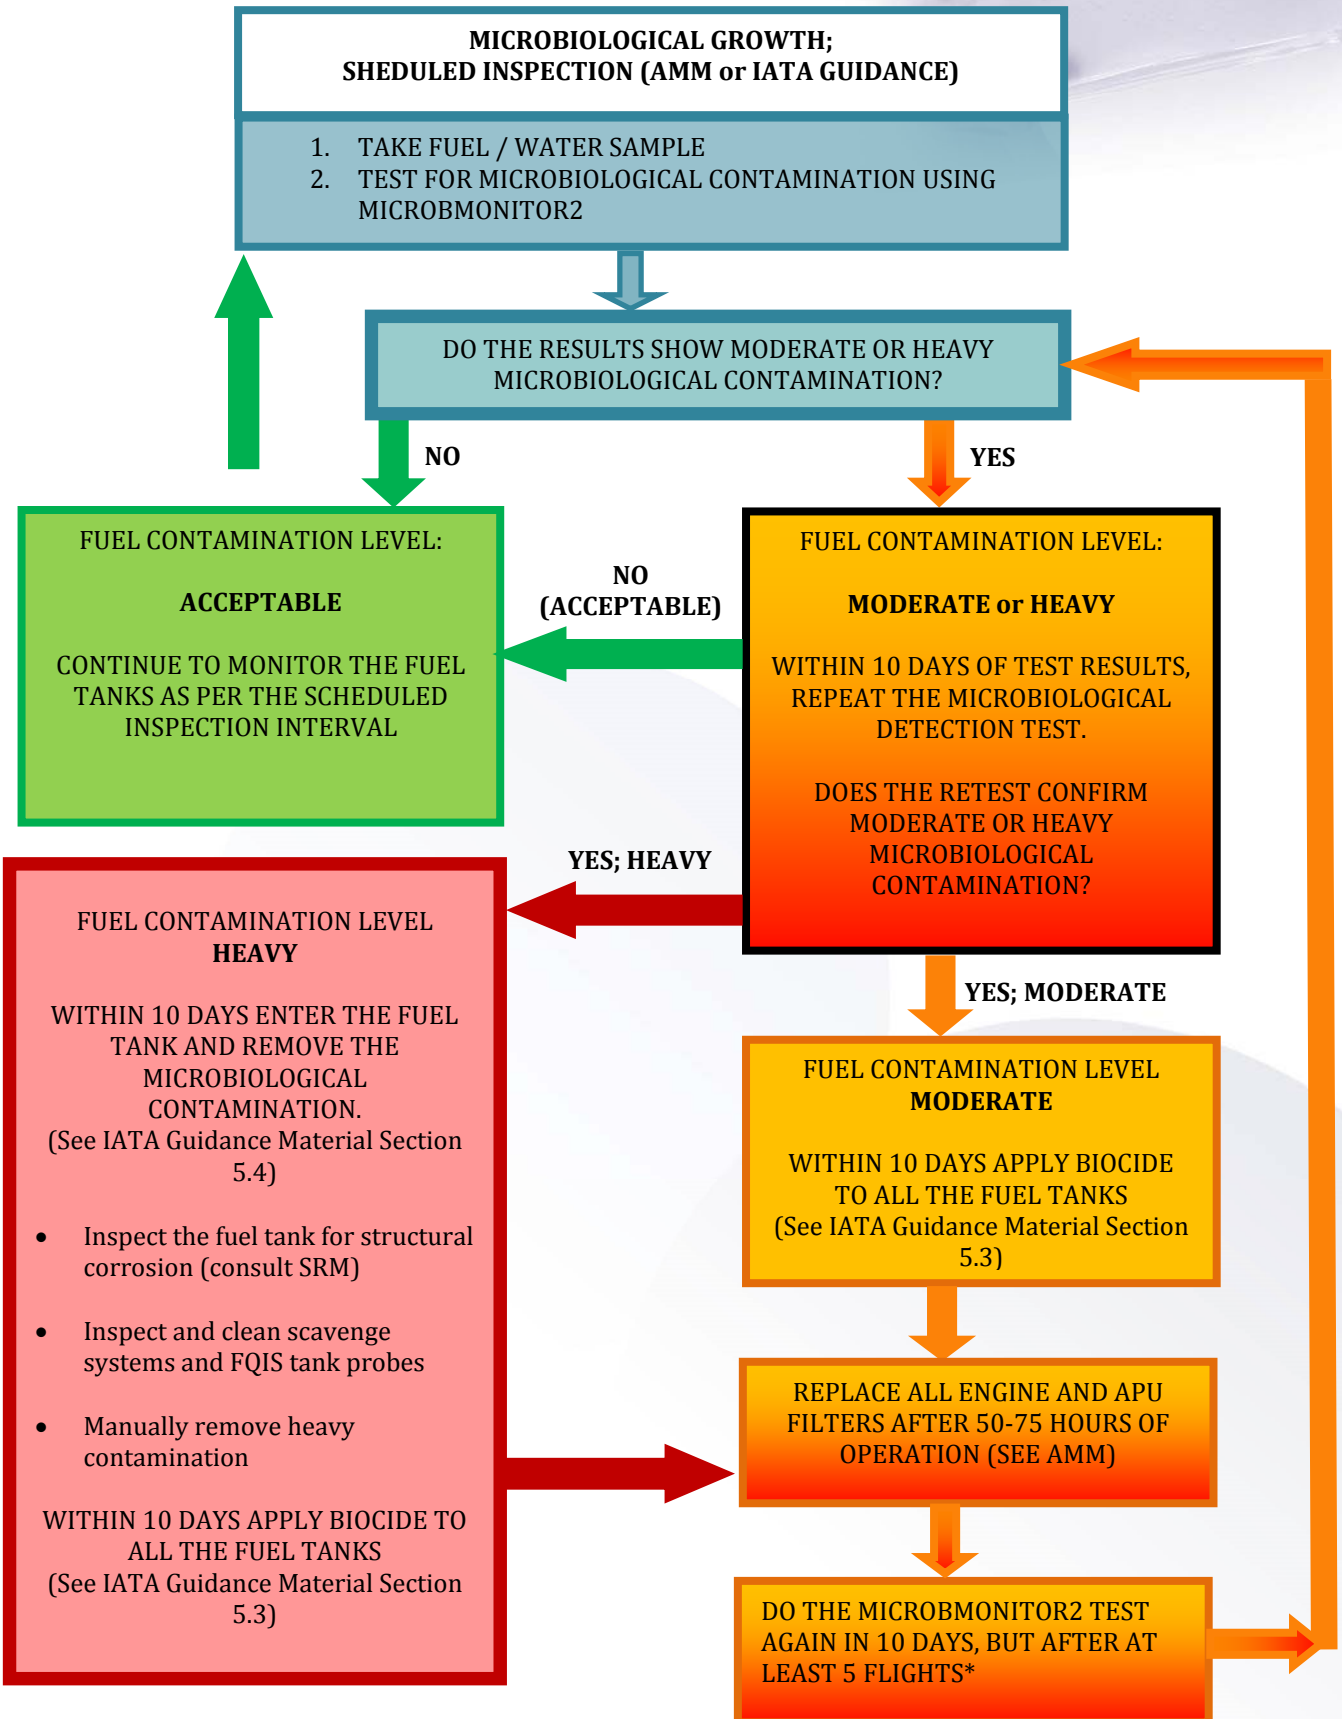 MICROBIOLOGICAL GROWTH;
SHEDULED INSPECTION (AMM or IATA GUIDANCE)
1. TAKE FUEL / WATER SAMPLE
2. TEST FOR MICROBIOLOGICAL CONTAMINATION USING
MICROBMONITOR2
DO THE RESULTS SHOW MODERATE OR HEAVY
MICROBIOLOGICAL CONTAMINATION?
NO
YES
FUEL CONTAMINATION LEVEL:
ACCEPTABLE
CONTINUE TO MONITOR THE FUEL
TANKS AS PER THE SCHEDULED
INSPECTION INTERVAL
NO
(ACCEPTABLE)
FUEL CONTAMINATION LEVEL:
MODERATE or HEAVY
WITHIN 10 DAYS OF TEST RESULTS,
REPEAT THE MICROBIOLOGICAL
DETECTION TEST.
DOES THE RETEST CONFIRM
MODERATE OR HEAVY
MICROBIOLOGICAL
CONTAMINATION?
YES; HEAVY
FUEL CONTAMINATION LEVEL
HEAVY
WITHIN 10 DAYS ENTER THE FUEL
TANK AND REMOVE THE
MICROBIOLOGICAL
CONTAMINATION.
(See IATA Guidance Material Section
5.4)
• Inspect the fuel tank for structural
corrosion (consult SRM)
• Inspect and clean scavenge
systems and FQIS tank probes
• Manually remove heavy
contamination
WITHIN 10 DAYS APPLY BIOCIDE TO
ALL THE FUEL TANKS
(See IATA Guidance Material Section
5.3)
YES; MODERATE
FUEL CONTAMINATION LEVEL
MODERATE
WITHIN 10 DAYS APPLY BIOCIDE
TO ALL THE FUEL TANKS
(See IATA Guidance Material Section
5.3)
REPLACE ALL ENGINE AND APU
FILTERS AFTER 50-75 HOURS OF
OPERATION (SEE AMM)
DO THE MICROBMONITOR2 TEST
AGAIN IN 10 DAYS, BUT AFTER AT
LEAST 5 FLIGHTS*